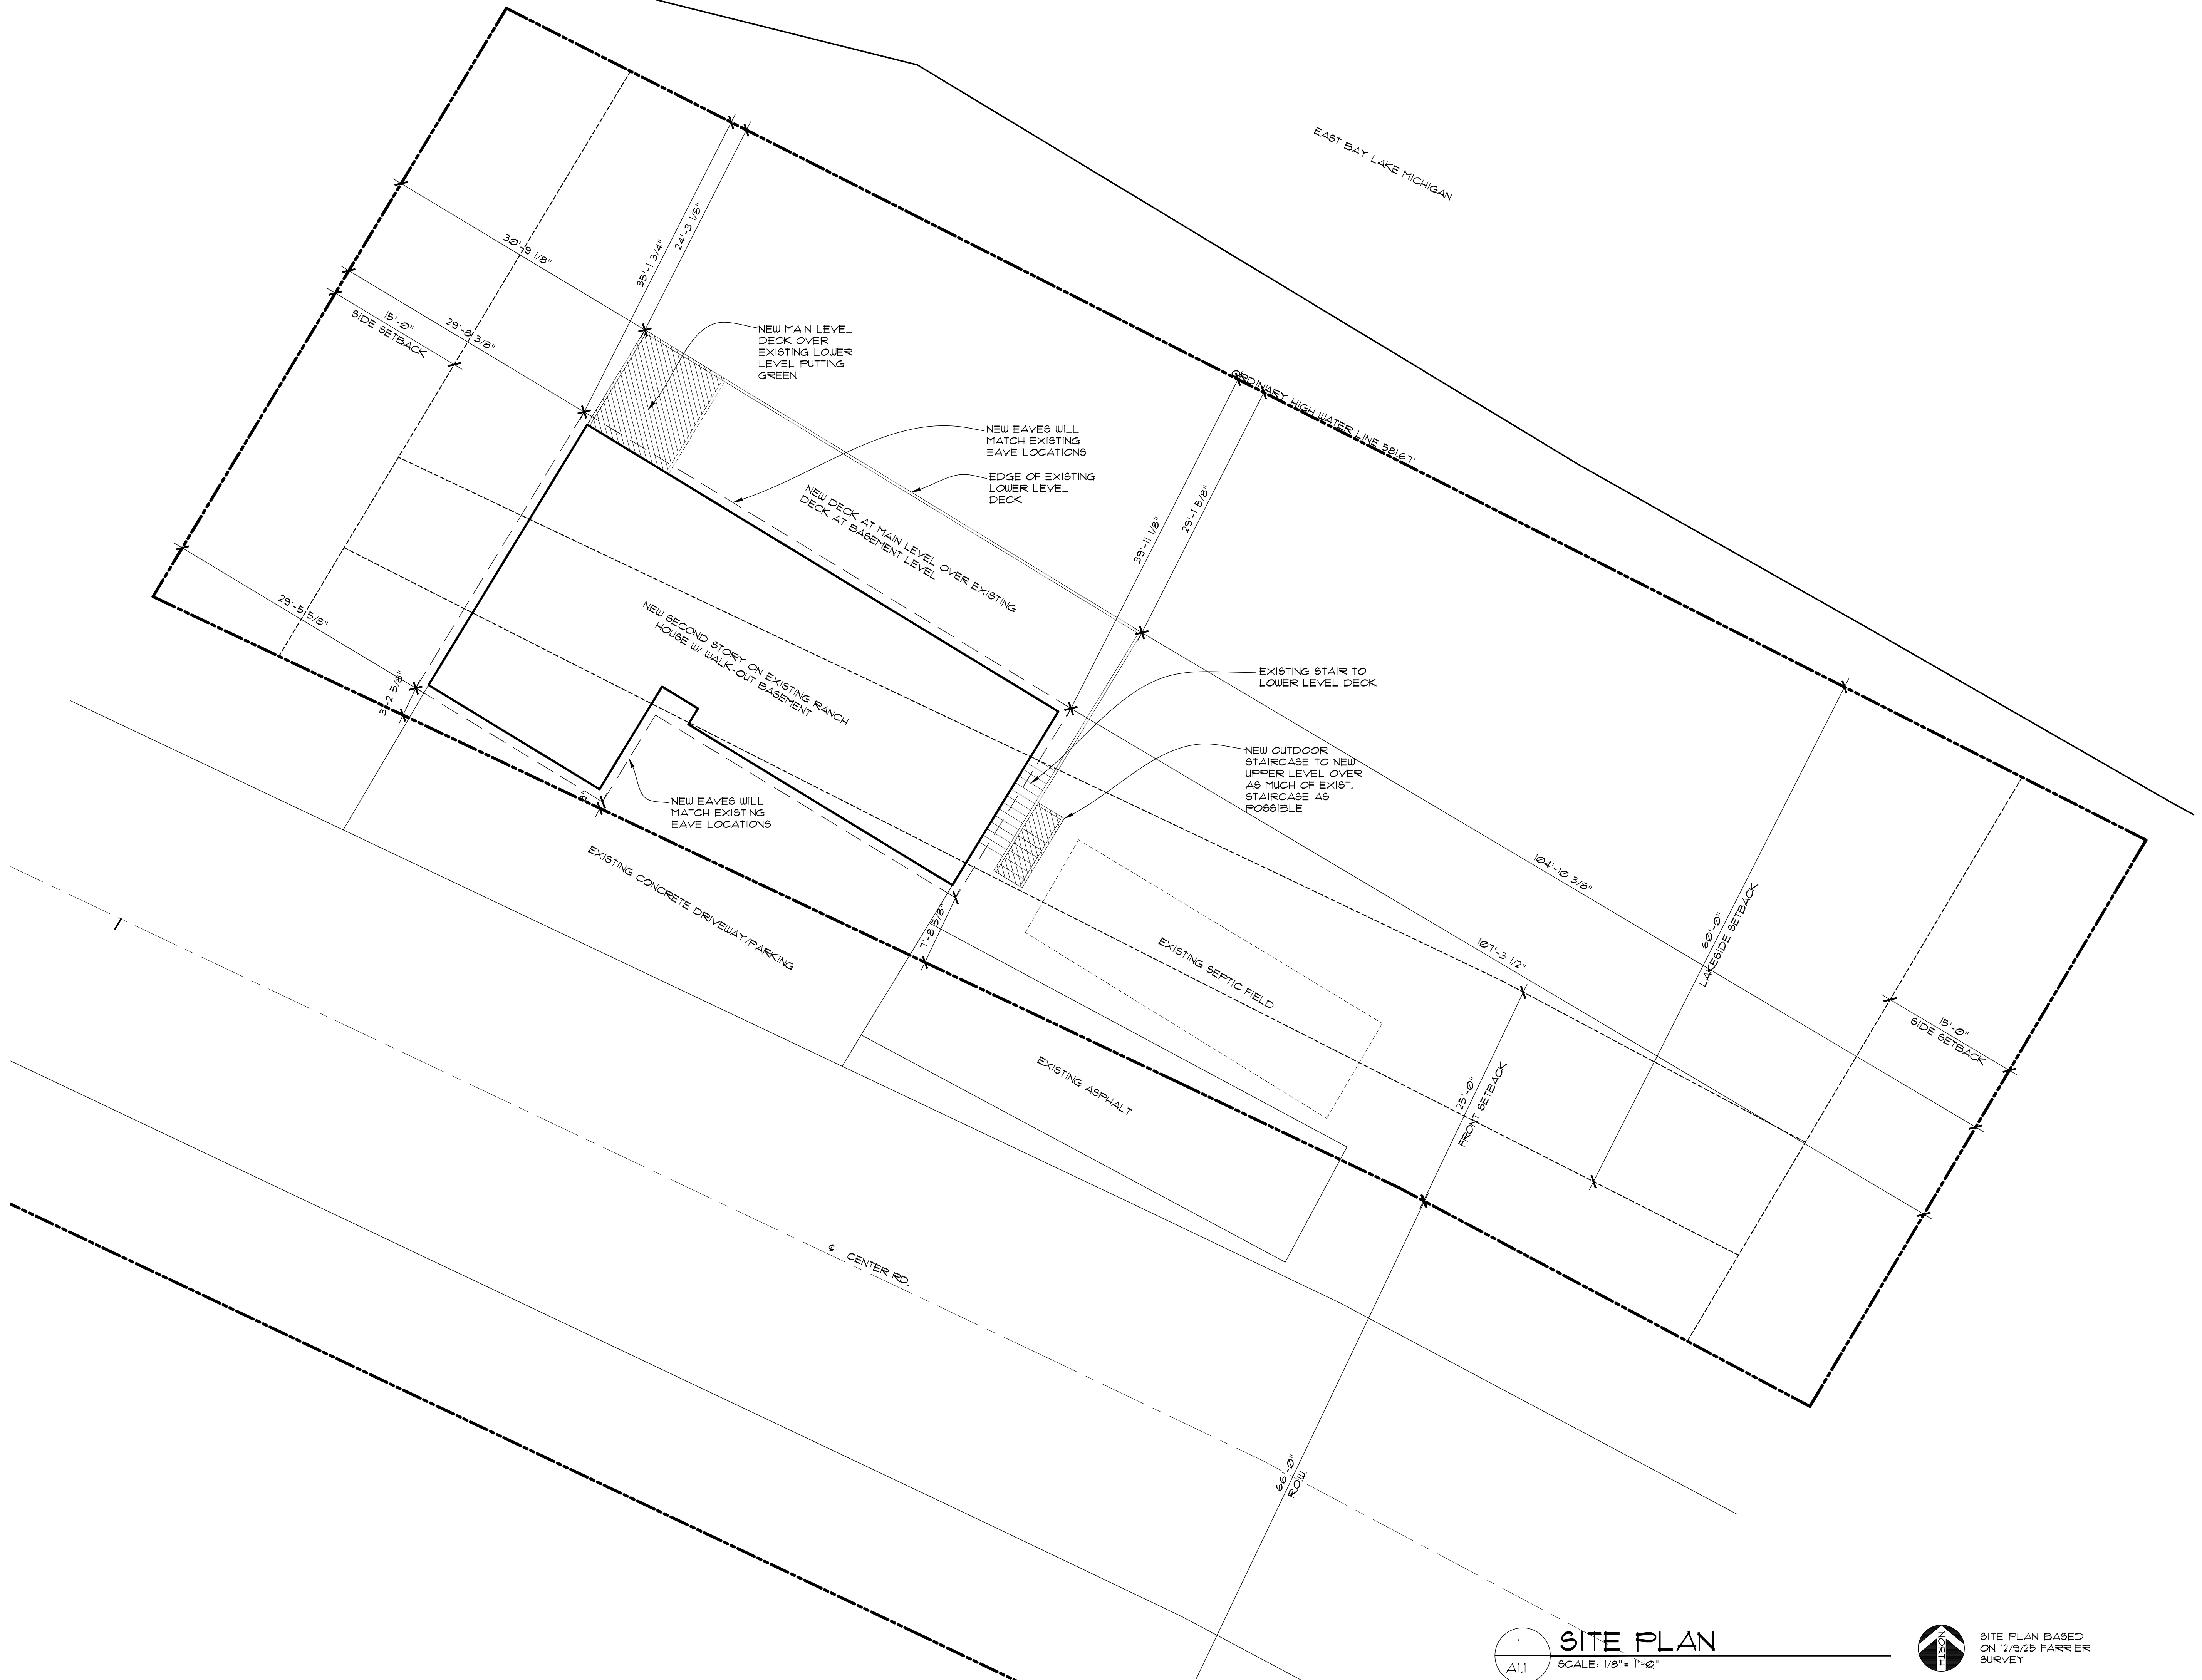 EAST BAY LAKE MICHIGAN
35'-1 3/4"
24'-3 1/8"
30'-9 1/8"
29'-8 3/8"
15'-0"
SIDE SETBACK
NEW MAIN LEVEL
DECK OVER
EXISTING LOWER
LEVEL PUTTING
GREEN
ORDINARY HIGH WATER LINE 581.67'
NEW EAVES WILL
MATCH EXISTING
EAVE LOCATIONS
EDGE OF EXISTING
LOWER LEVEL
DECK
NEW DECK AT MAIN LEVEL OVER EXISTING
DECK AT BASEMENT LEVEL
39'-11 1/8"
29'-1 5/8"
29'-5 5/8"
3'-2 5/8"
NEW SECOND STORY ON EXISTING RANCH
HOUSE W/ WALK-OUT BASEMENT
EXISTING STAIR TO
LOWER LEVEL DECK
NEW OUTDOOR
STAIRCASE TO NEW
UPPER LEVEL OVER
AS MUCH OF EXIST.
STAIRCASE AS
POSSIBLE
NEW EAVES WILL
MATCH EXISTING
EAVE LOCATIONS
EXISTING CONCRETE DRIVEWAY/PARKING
7'-8 5/8"
EXISTING SEPTIC FIELD
104'-10 3/8"
107'-3 1/2"
60'-0"
LAKESIDE SETBACK
15'-0"
SIDE SETBACK
25'-0"
FRONT SETBACK
EXISTING ASPHALT
℄ CENTER RD.
66'-0"
R.O.W.
1
A1.1
SITE PLAN
SCALE: 1/8" = 1'-0"
NORTH
SITE PLAN BASED
ON 12/9/25 FARRIER
SURVEY